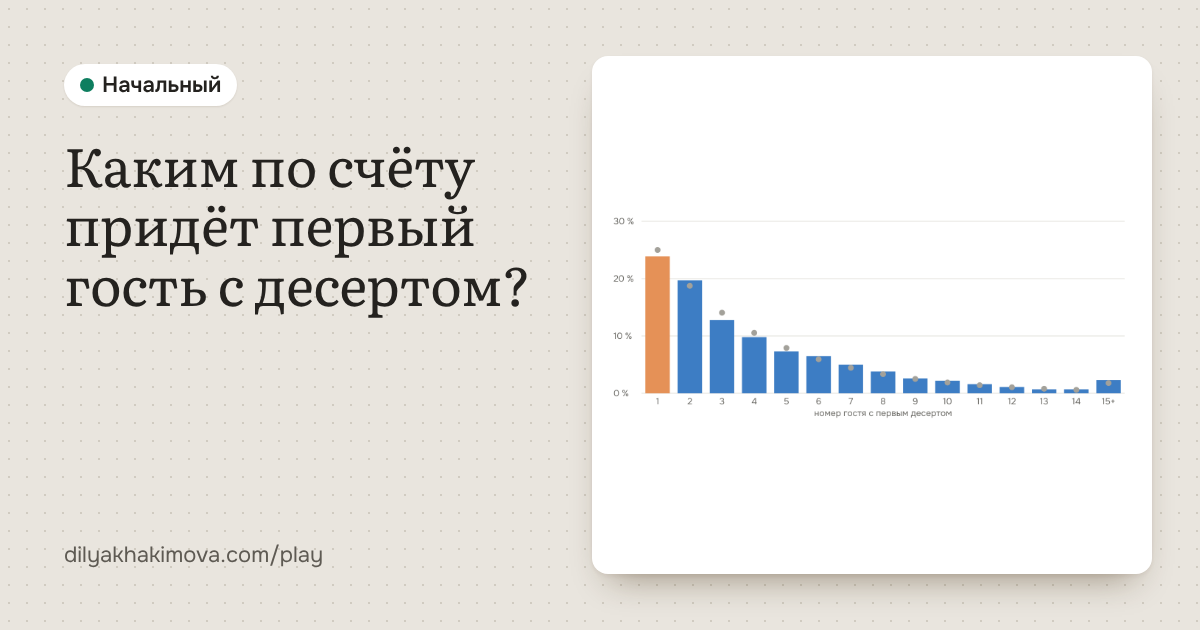 Начальный
Каким по счёту
придёт первый
гость с десертом?
dilyakhakimova.com/play
30 %
20 %
10 %
0 %
1 2 3 4 5 6 7 8 9 10 11 12 13 14 15+
номер гостя с первым десертом